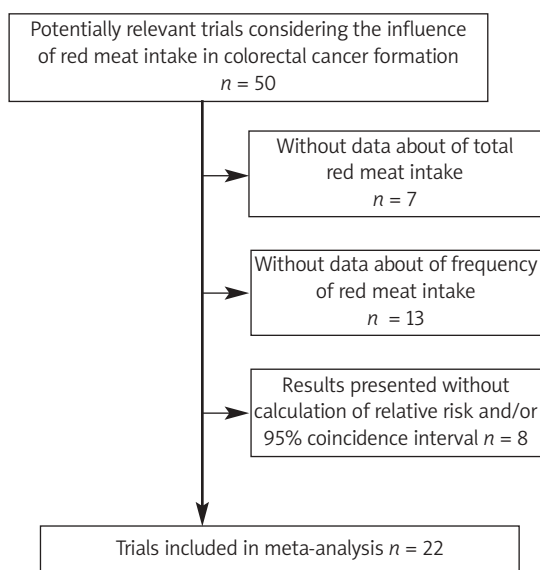 Potentially relevant trials considering the influence
of red meat intake in colorectal cancer formation
n = 50
Without data about of total
red meat intake
n = 7
Without data about of frequency
of red meat intake
n = 13
Results presented without
calculation of relative risk and/or
95% coincidence interval n = 8
Trials included in meta-analysis n = 22